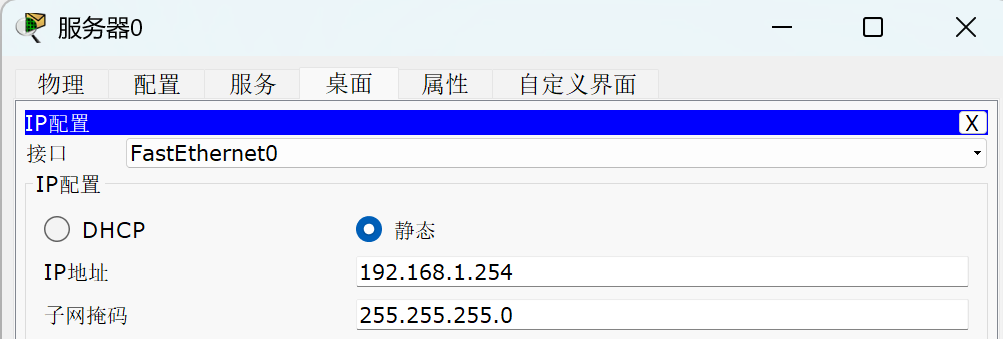 服务器0
物理 配置 服务 桌面 属性 自定义界面
IP配置 X
接口 FastEthernet0
IP配置
DHCP 静态
IP地址 192.168.1.254
子网掩码 255.255.255.0